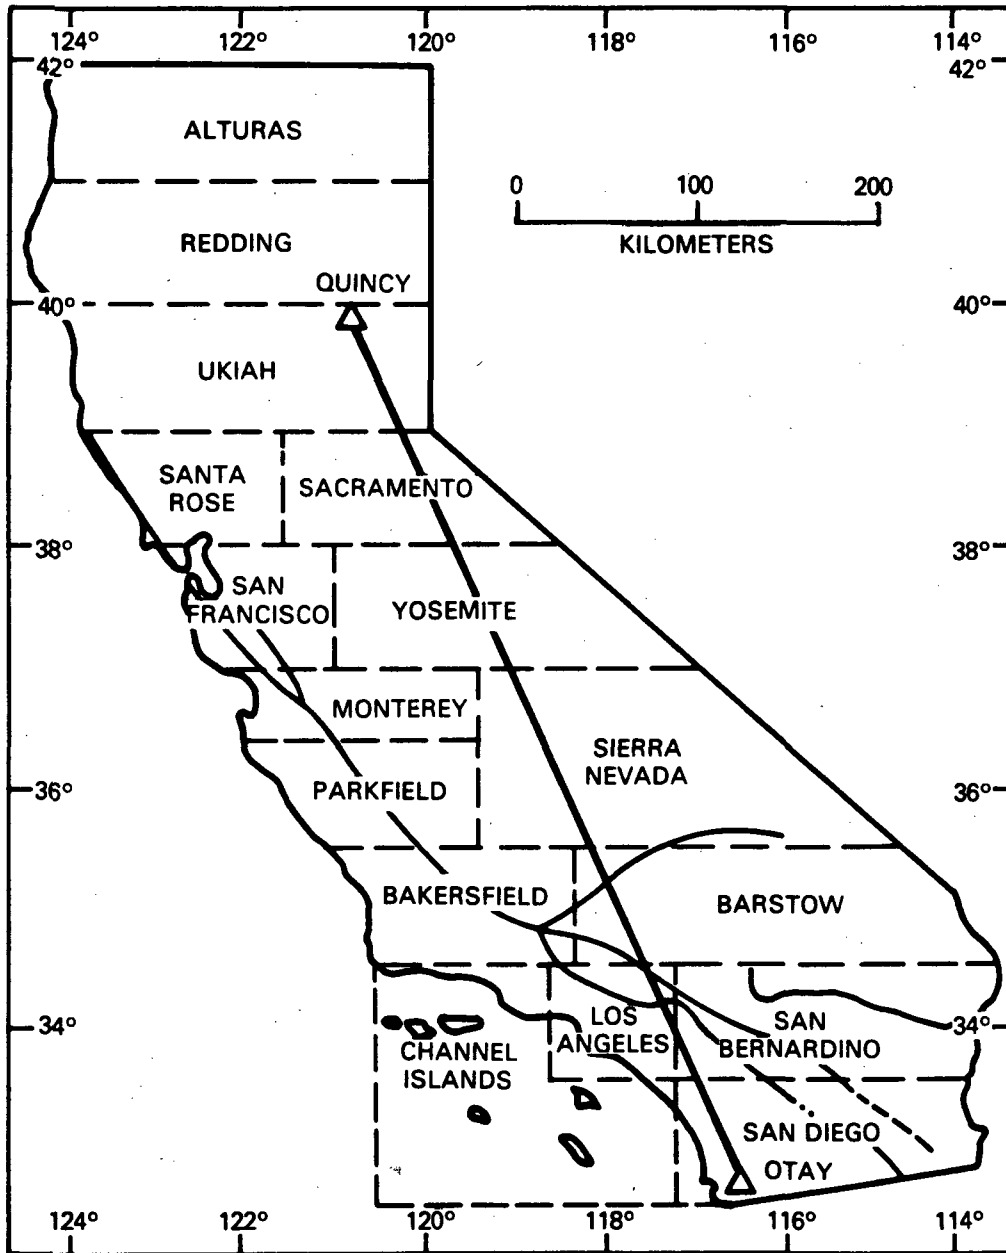 124° 122° 120° 118° 116° 114°
42° 42°
ALTURAS
0 100 200
KILOMETERS
REDDING
QUINCY
40° 40°
UKIAH
SANTA
ROSE
SACRAMENTO
38° 38°
SAN
FRANCISCO
YOSEMITE
MONTEREY
SIERRA
NEVADA
36° 36°
PARKFIELD
BAKERSFIELD
BARSTOW
34° 34°
LOS
ANGELES
SAN
BERNARDINO
CHANNEL
ISLANDS
SAN DIEGO
OTAY
124° 122° 120° 118° 116° 114°